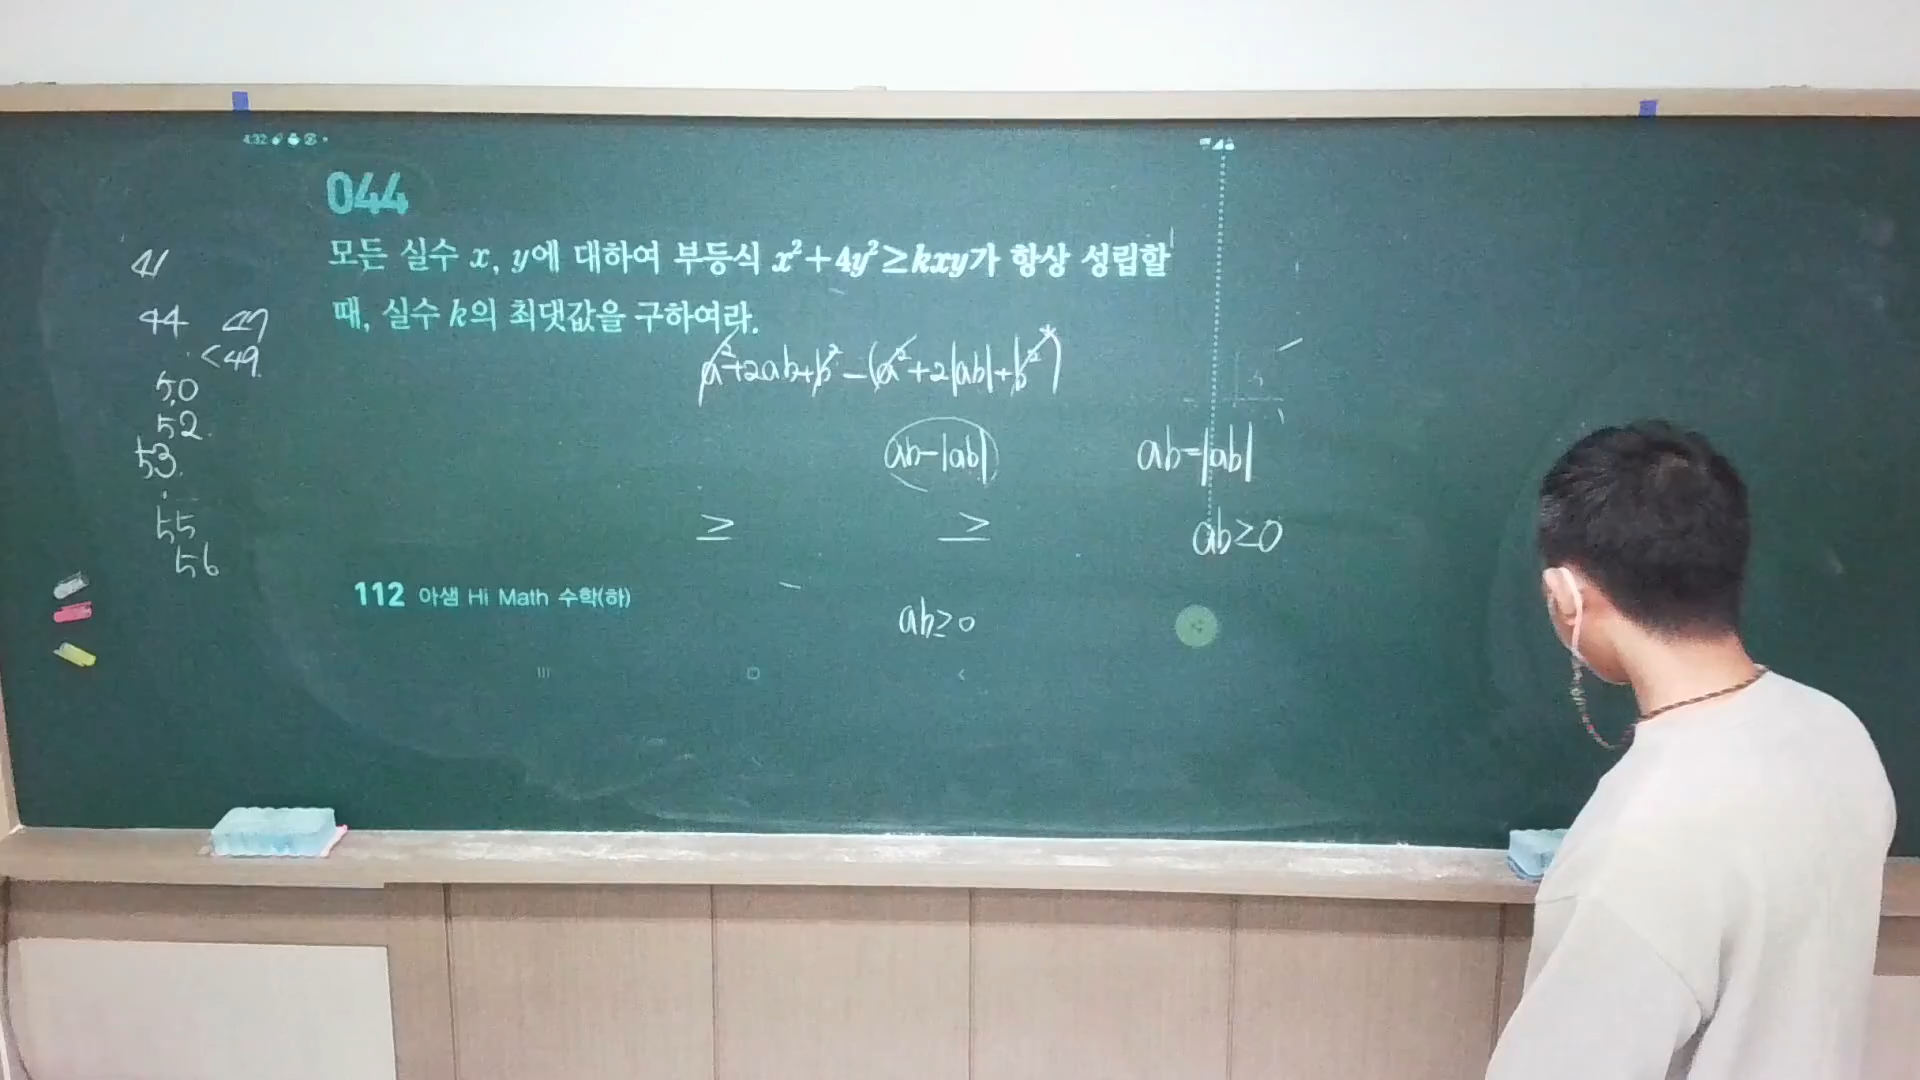 4:32
044
모든 실수 x, y에 대하여 부등식 x²+4y²≥kxy가 항상 성립할
때, 실수 k의 최댓값을 구하여라.
41
44 47
<49.
50
52.
53.
55
56
a²+2ab+b²-(a²+2|ab|+b²)
ab-|ab| ab=|ab|
≥ ≥ ab≥0
112 아샘 Hi Math 수학(하)
ab≥0